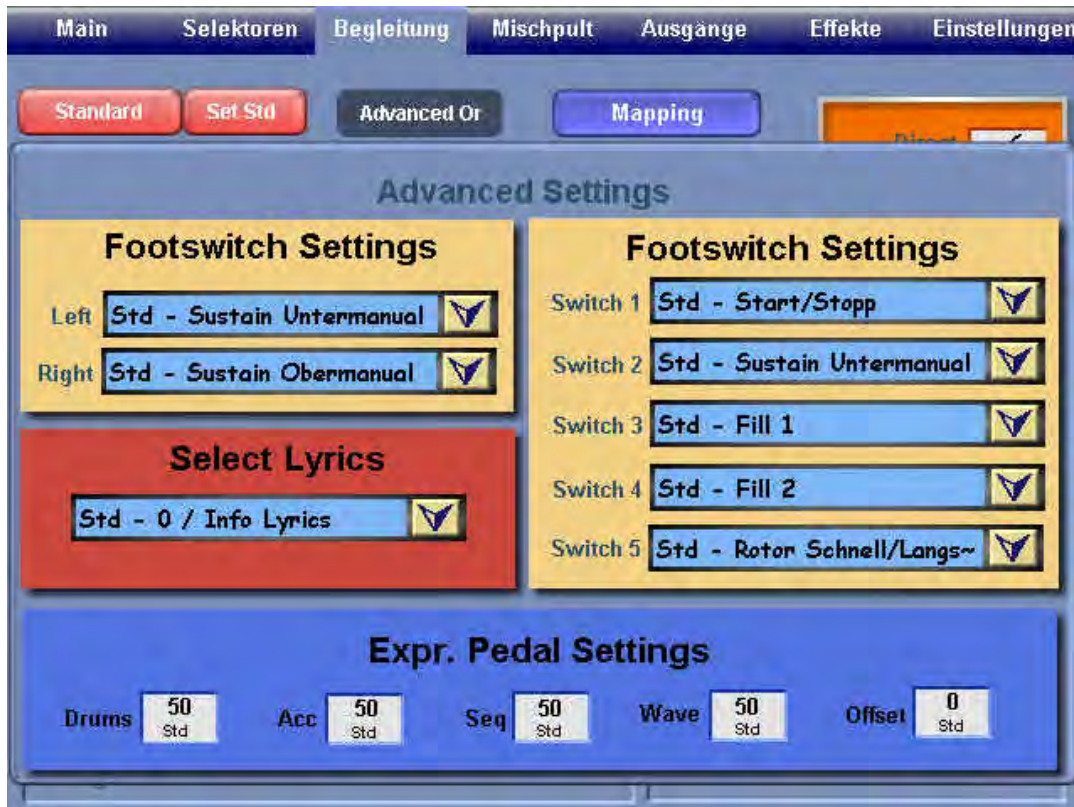 Main Selektoren Begleitung Mischpult Ausgänge Effekte Einstellungen
Standard Set Std Advanced Or Mapping
Advanced Settings
Footswitch Settings
Left Std - Sustain Untermanual
Right Std - Sustain Obermanual
Select Lyrics
Std - 0 / Info Lyrics
Footswitch Settings
Switch 1 Std - Start/Stopp
Switch 2 Std - Sustain Untermanual
Switch 3 Std - Fill 1
Switch 4 Std - Fill 2
Switch 5 Std - Rotor Schnell/Langs~
Expr. Pedal Settings
Drums 50 Std Acc 50 Std Seq 50 Std Wave 50 Std Offset 0 Std